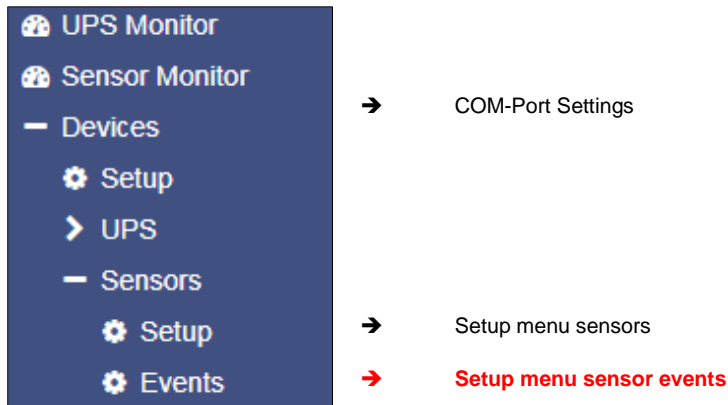 UPS Monitor
Sensor Monitor
Devices ➔ COM-Port Settings
Setup
UPS
Sensors
Setup ➔ Setup menu sensors
Events ➔ Setup menu sensor events